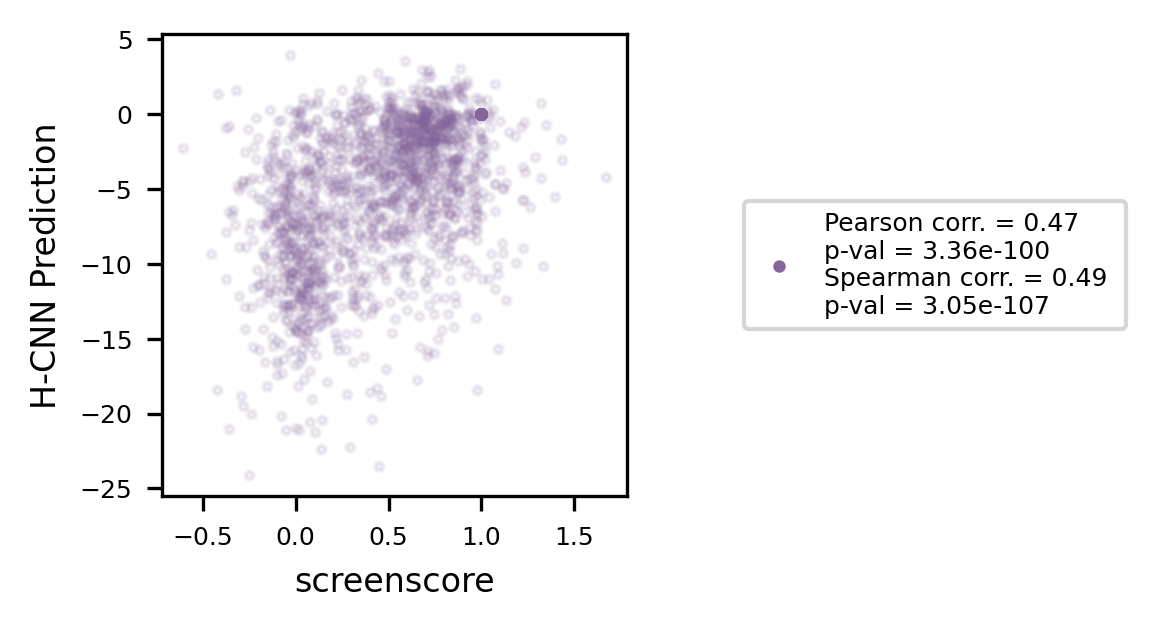 5
0
−5
−10
−15
−20
−25
H-CNN Prediction
−0.5
0.0
0.5
1.0
1.5
screenscore
Pearson corr. = 0.47
p-val = 3.36e-100
Spearman corr. = 0.49
p-val = 3.05e-107